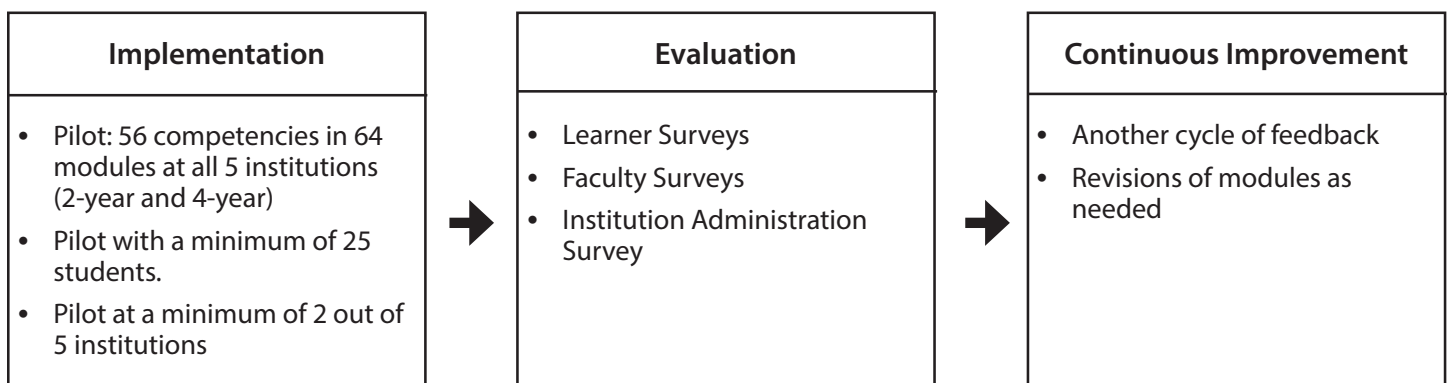 Implementation
• Pilot: 56 competencies in 64
modules at all 5 institutions
(2-year and 4-year)
• Pilot with a minimum of 25
students.
• Pilot at a minimum of 2 out of
5 institutions
Evaluation
• Learner Surveys
• Faculty Surveys
• Institution Administration
Survey
Continuous Improvement
• Another cycle of feedback
• Revisions of modules as
needed